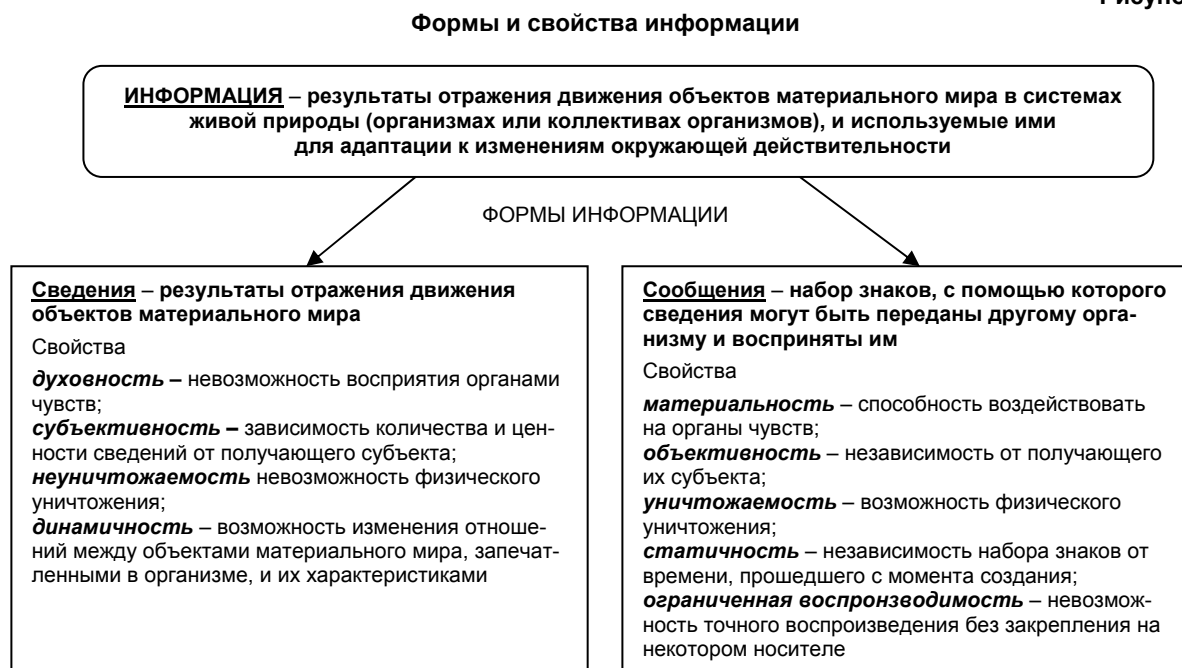 Формы и свойства информации
ИНФОРМАЦИЯ – результаты отражения движения объектов материального мира в системах
живой природы (организмах или коллективах организмов), и используемые ими
для адаптации к изменениям окружающей действительности
ФОРМЫ ИНФОРМАЦИИ
Сведения – результаты отражения движения
объектов материального мира
Свойства
духовность – невозможность восприятия органами
чувств;
субъективность – зависимость количества и цен-
ности сведений от получающего субъекта;
неуничтожаемость невозможность физического
уничтожения;
динамичность – возможность изменения отноше-
ний между объектами материального мира, запечат-
ленными в организме, и их характеристиками
Сообщения – набор знаков, с помощью которого
сведения могут быть переданы другому орга-
низму и восприняты им
Свойства
материальность – способность воздействовать
на органы чувств;
объективность – независимость от получающего
их субъекта;
уничтожаемость – возможность физического
уничтожения;
статичность – независимость набора знаков от
времени, прошедшего с момента создания;
ограниченная воспронзводимость – невозмож-
ность точного воспроизведения без закрепления на
некотором носителе